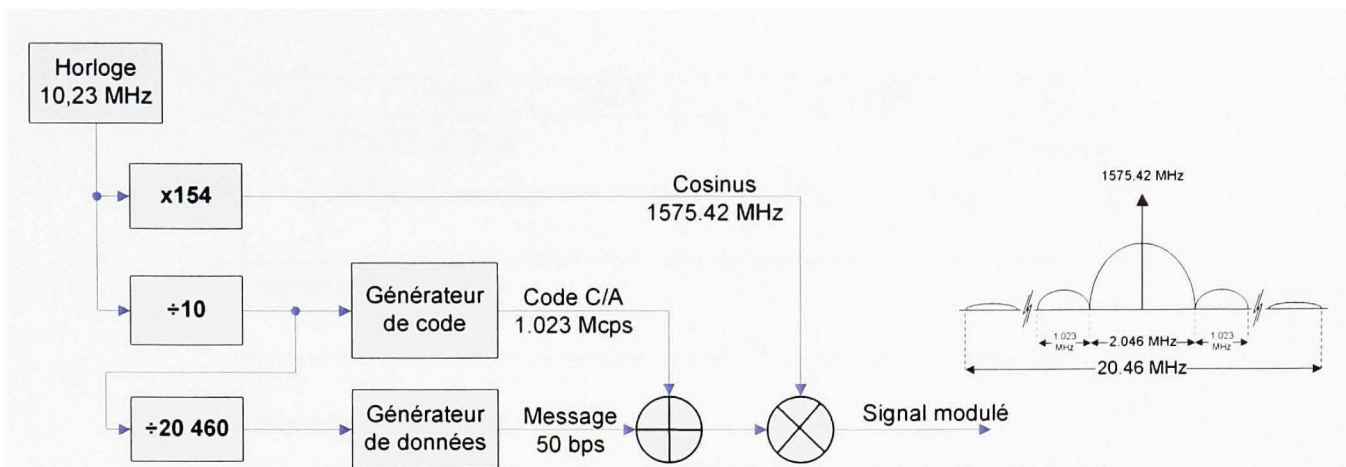 Horloge
10,23 MHz
x154
Cosinus
1575.42 MHz
÷10
Générateur
de code
Code C/A
1.023 Mcps
÷20 460
Générateur
de données
Message
50 bps
Signal modulé
1575.42 MHz
1.023
MHz
2.046 MHz
1.023
MHz
20.46 MHz